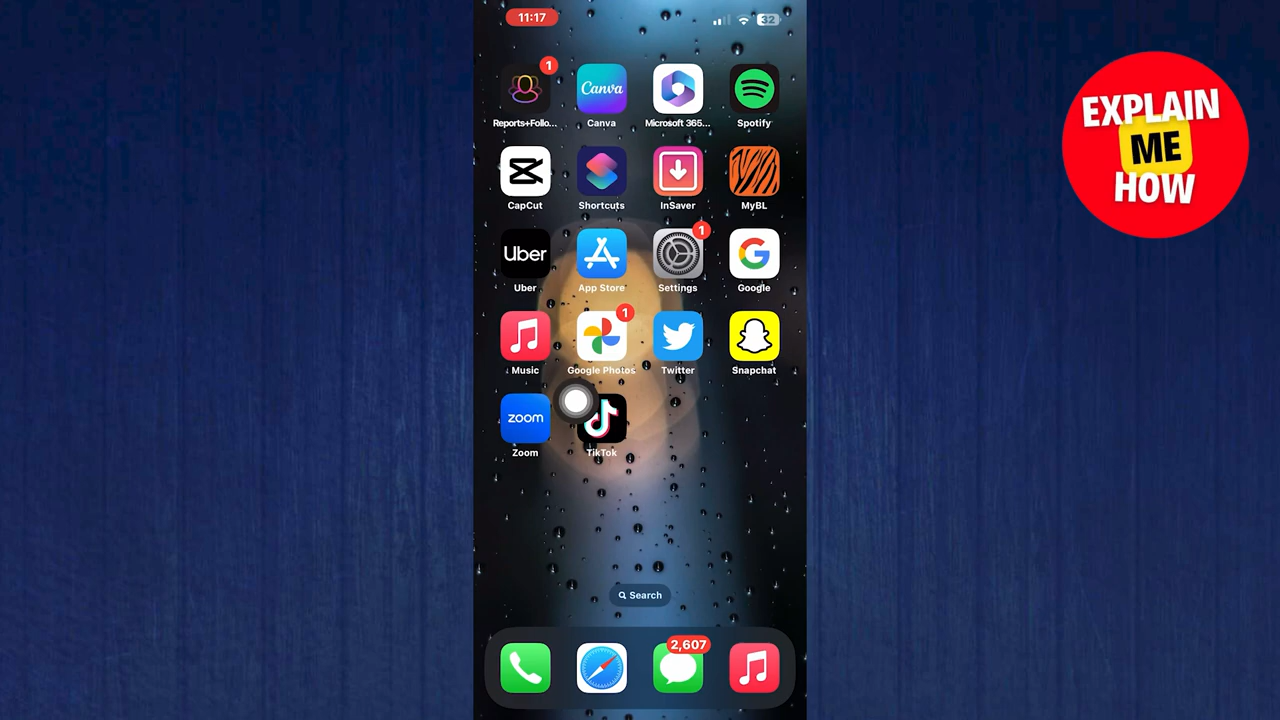 11:17
32
EXPLAIN
ME
HOW
1
Canva
Reports+Follo...
Canva
Microsoft 365...
Spotify
CapCut
Shortcuts
InSaver
MyBL
1
Uber
Uber
App Store
Settings
Google
1
Music
Google Photos
Twitter
Snapchat
zoom
Zoom
TikTok
Search
2,607